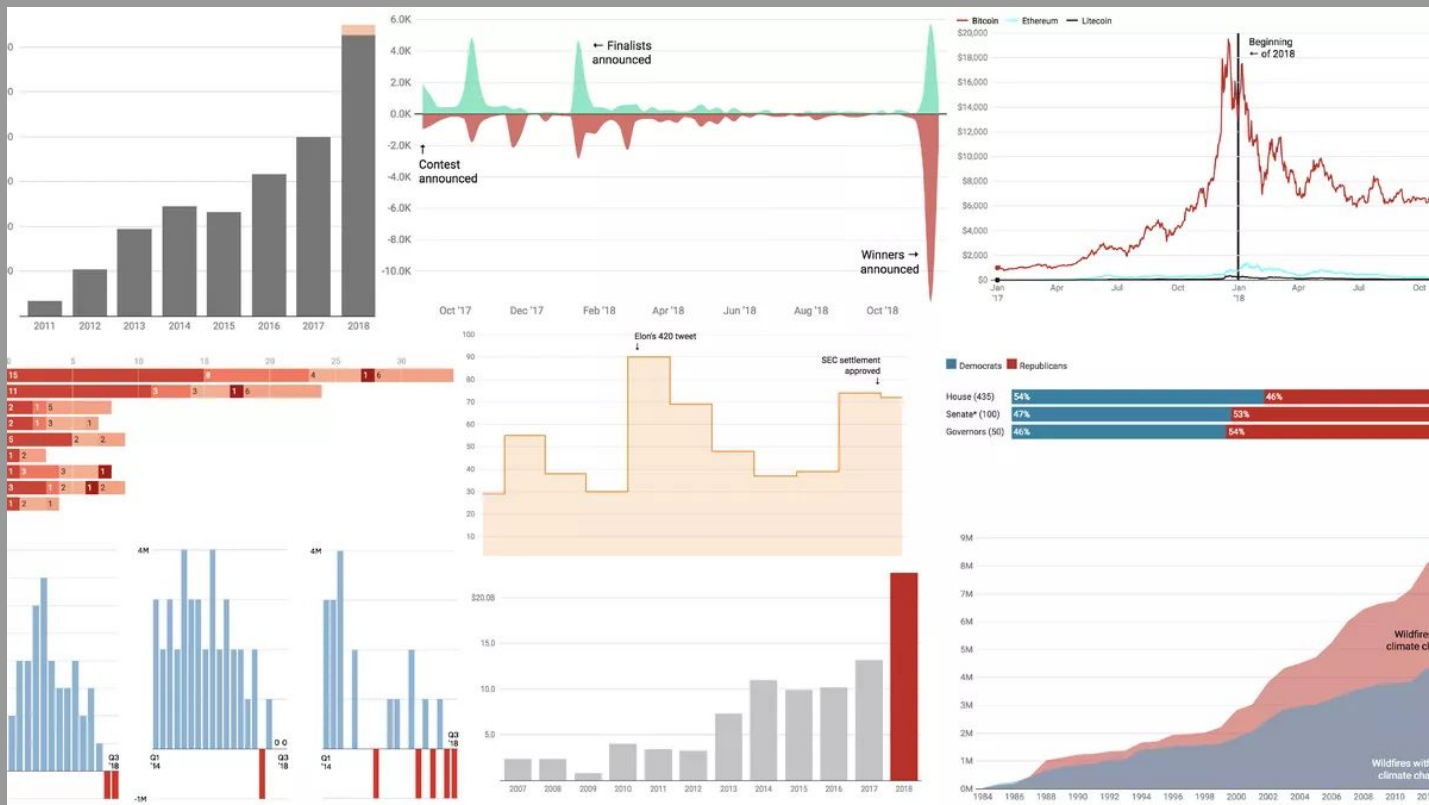 2011 2012 2013 2014 2015 2016 2017 2018
6.0K
4.0K
2.0K
0.0K
-2.0K
-4.0K
-6.0K
-8.0K
-10.0K
← Finalists
announced
↑
Contest
announced
Winners →
announced
Oct '17 Dec '17 Feb '18 Apr '18 Jun '18 Aug '18 Oct '18
Bitcoin Ethereum Litecoin
$20,000
$18,000
$16,000
$14,000
$12,000
$10,000
$8,000
$6,000
$4,000
$2,000
$0
Beginning
← of 2018
Jan Apr Jul Oct Jan Apr Jul Oct
'17 '18
5 10 15 20 25 30
15 8 4 1 6
11 3 3 1 6
2 1 5
2 1 3 1
5 2 2
1 2
1 3 3 1
3 1 2 1 2
1 2 1
100
90
80
70
60
50
40
30
20
10
Elon's 420 tweet
↓
SEC settlement
approved
↓
Democrats Republicans
House (435) 54% 46%
Senate* (100) 47% 53%
Governors (50) 46% 54%
Q3
'18
4M
-1M
Q1
'14
0 0
Q3
'18
4M
Q1
'14
Q3
'18
$20.0B
15.0
10.0
5.0
2007 2008 2009 2010 2011 2012 2013 2014 2015 2016 2017 2018
9M
8M
7M
6M
5M
4M
3M
2M
1M
0M
Wildfire
climate c
Wildfires wit
climate cha
1984 1986 1988 1990 1992 1994 1996 1998 2000 2002 2004 2006 2008 2010